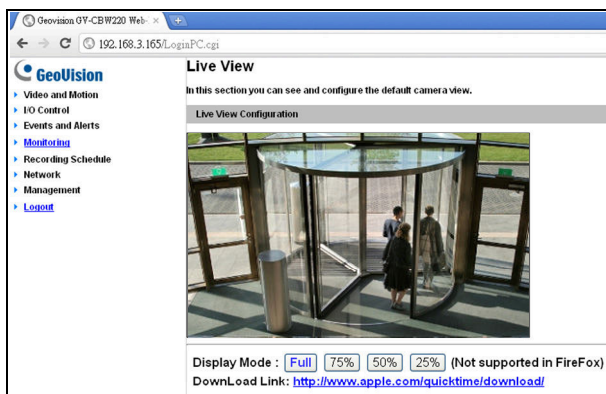 Geovision GV-CBW220 Web-
192.168.3.165/LoginPC.cgi
GeoVision
Video and Motion
I/O Control
Events and Alerts
Monitoring
Recording Schedule
Network
Management
Logout
Live View
In this section you can see and configure the default camera view.
Live View Configuration
Display Mode : Full 75% 50% 25% (Not supported in FireFox)
DownLoad Link: http://www.apple.com/quicktime/download/